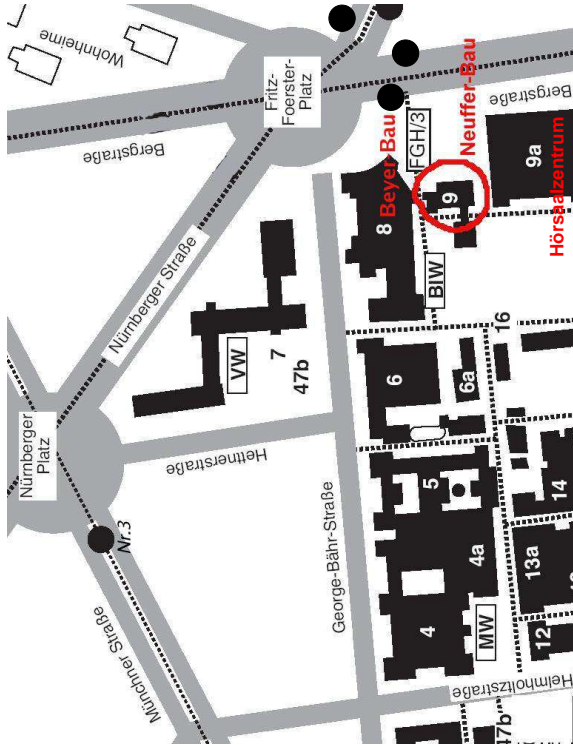 Wohnheime
Bergstraße
Fritz-
Foerster-
Platz
Bergstraße
Nürnberger Straße
Nürnberger
Platz
Nr.3
Münchner Straße
Hettnerstraße
George-Bähr-Straße
Helmholtzstraße
VW
7
47b
Beyer-Bau
8
FGH/3
Neuffer-Bau
9
9a
Hörsaalzentrum
BIW
16
6
6a
5
4a
4
MW
14
13a
12
47b